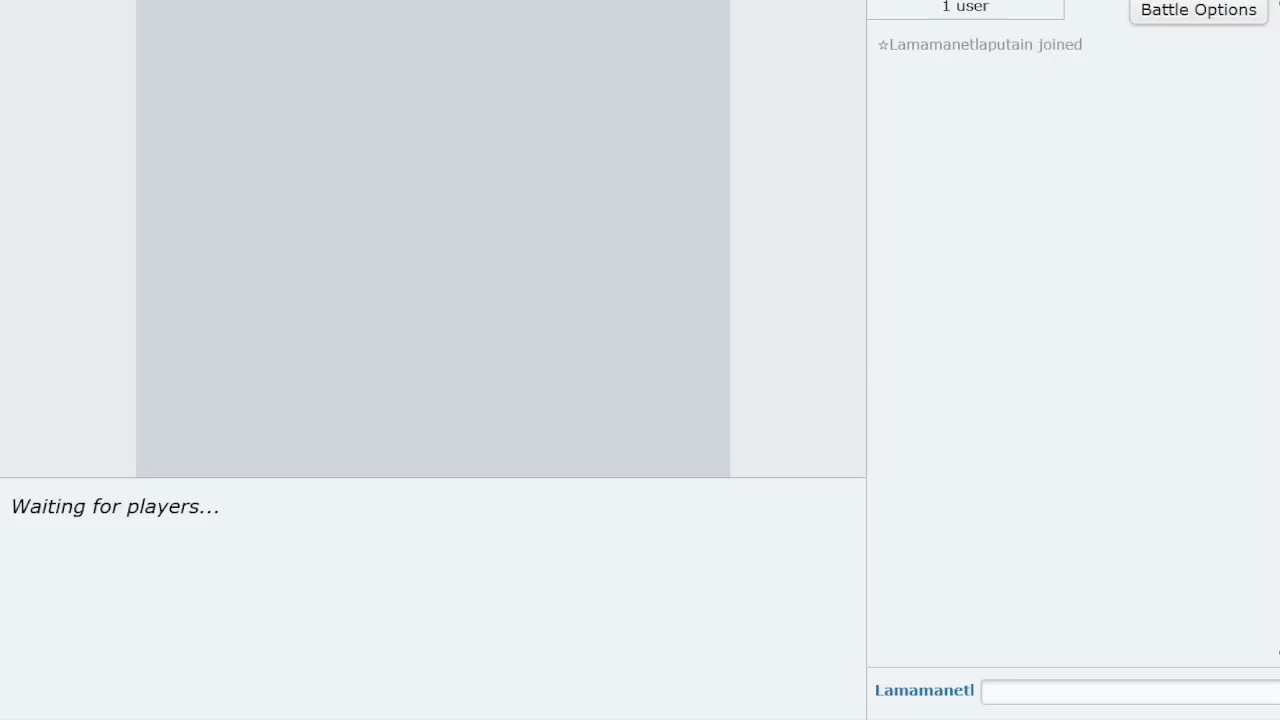 1 user
Battle Options
☆Lamamanetlaputain joined
Waiting for players...
Lamamanetl